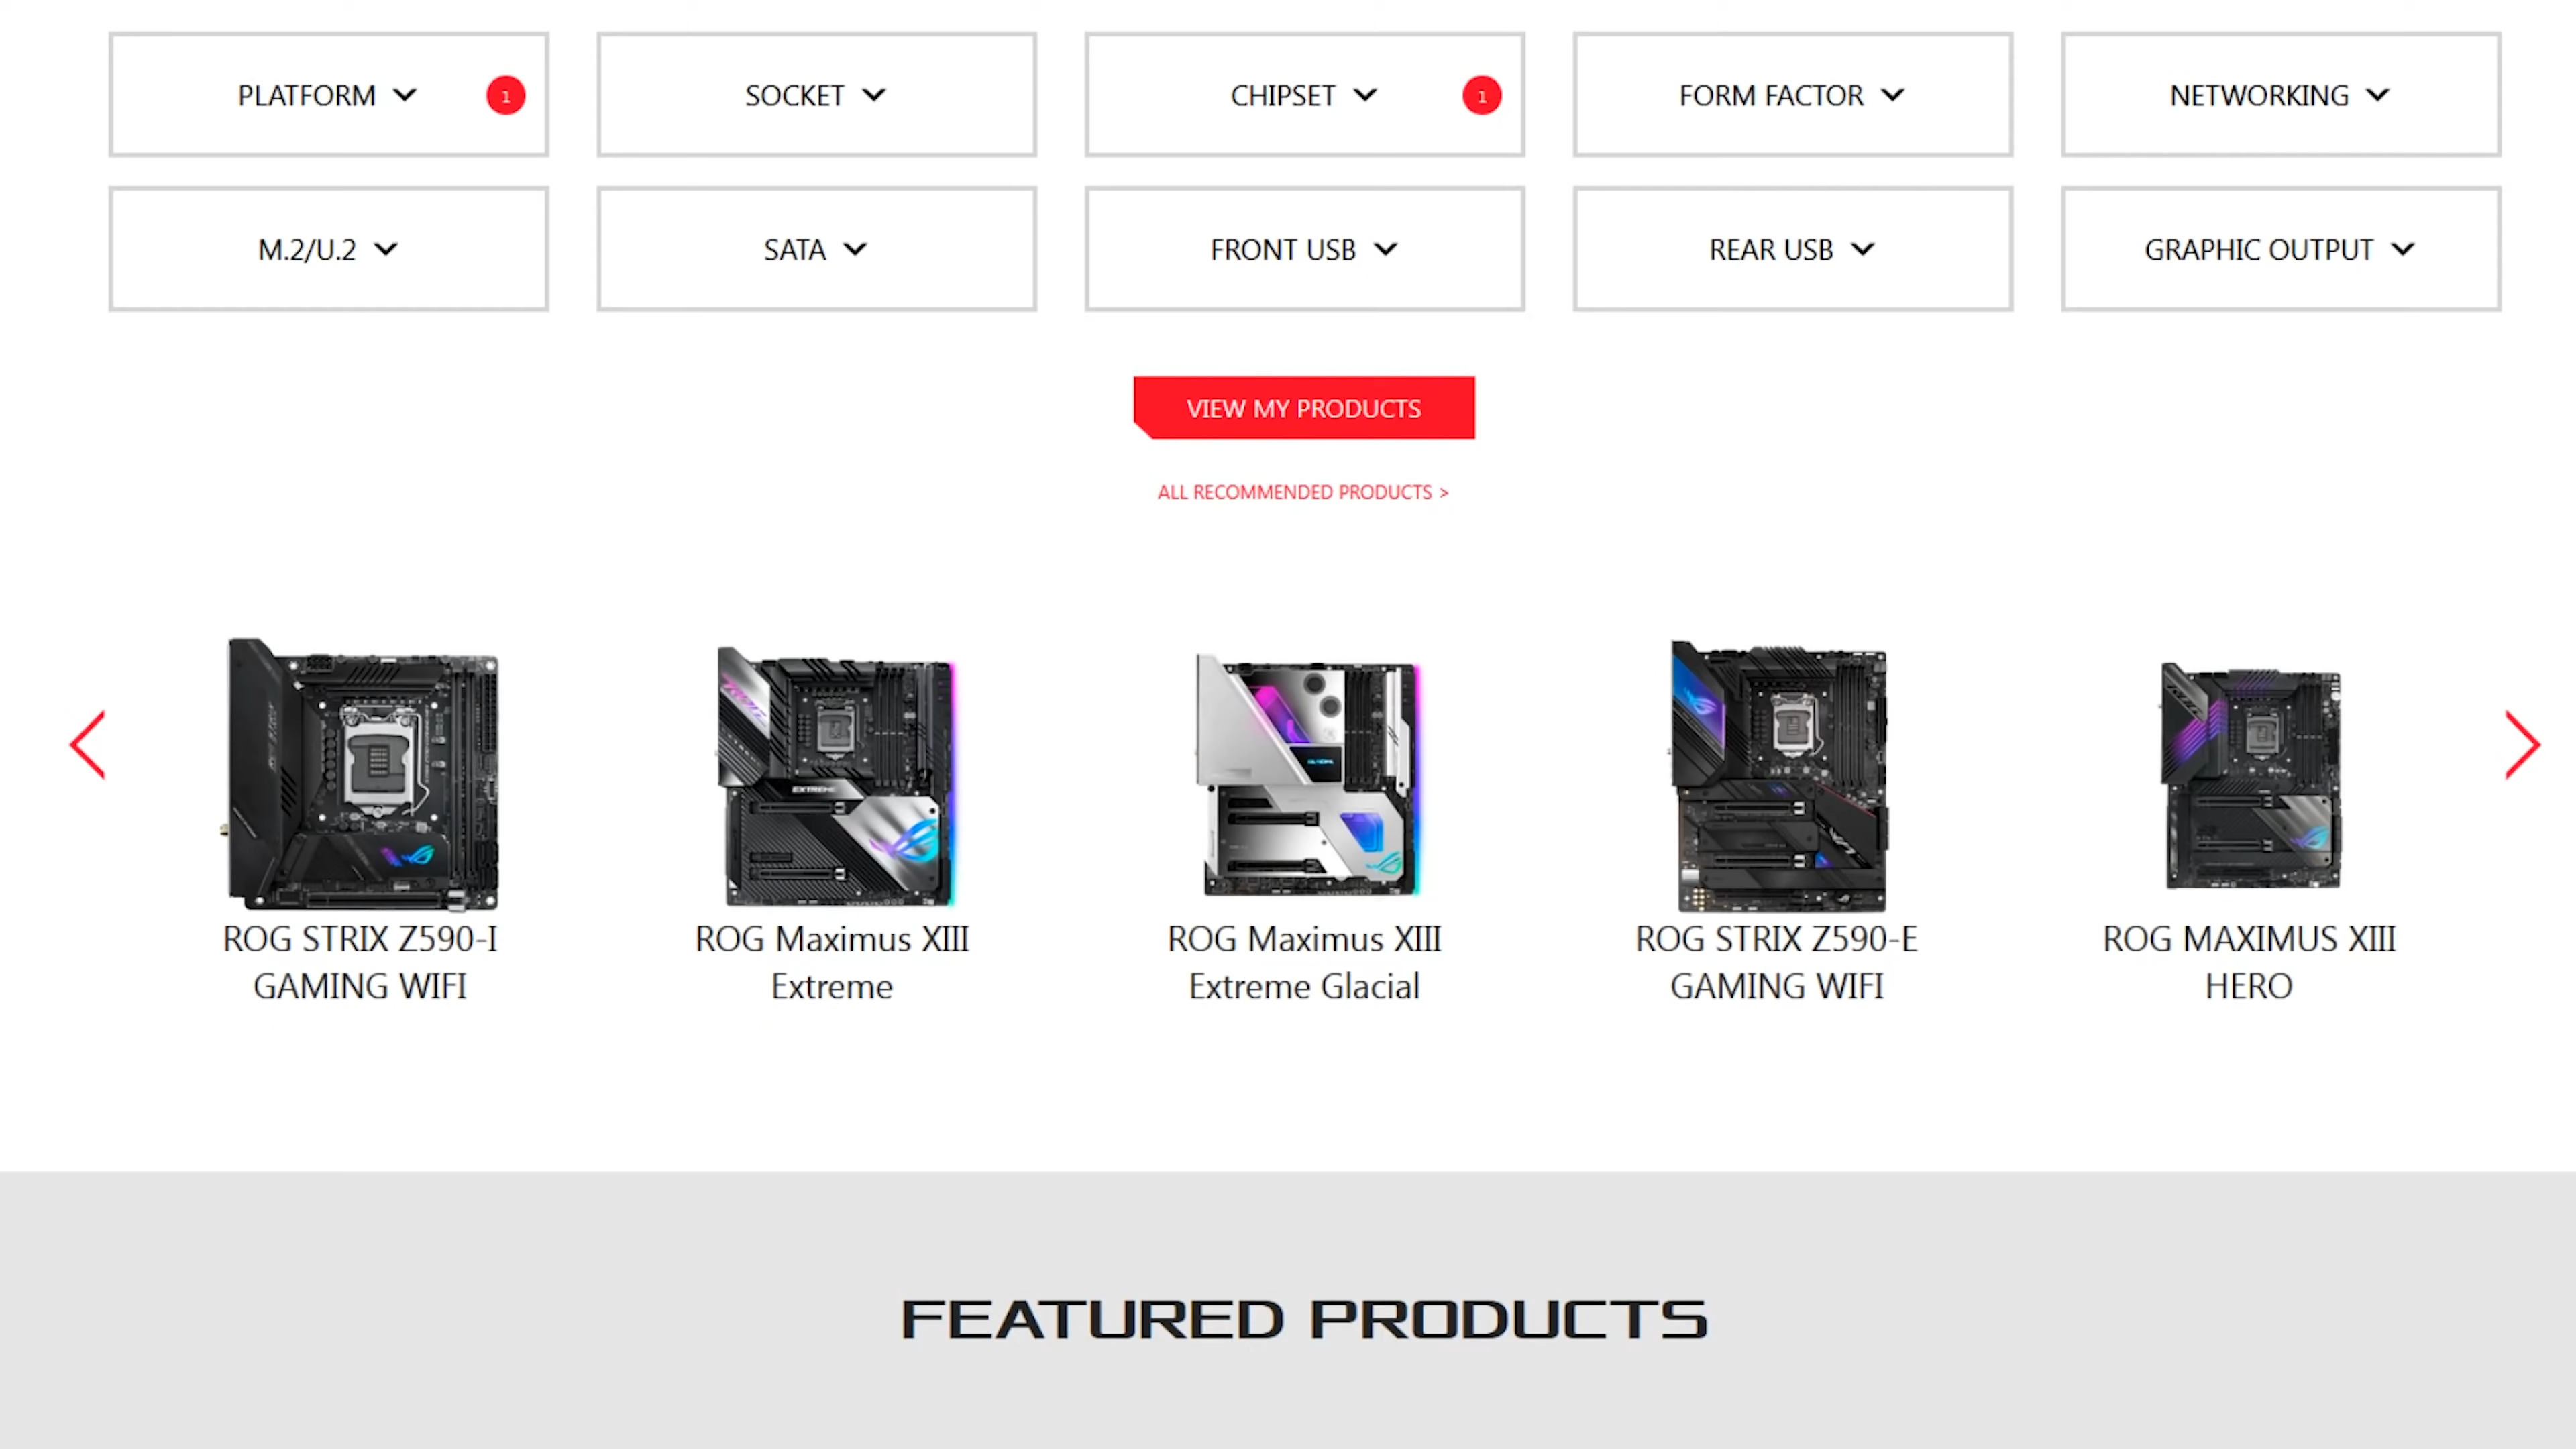 PLATFORM 1
SOCKET
CHIPSET 1
FORM FACTOR
NETWORKING
M.2/U.2
SATA
FRONT USB
REAR USB
GRAPHIC OUTPUT
VIEW MY PRODUCTS
ALL RECOMMENDED PRODUCTS >
EXTREME
ROG STRIX Z590-I
GAMING WIFI
ROG Maximus XIII
Extreme
ROG Maximus XIII
Extreme Glacial
ROG STRIX Z590-E
GAMING WIFI
ROG MAXIMUS XIII
HERO
FEATURED PRODUCTS